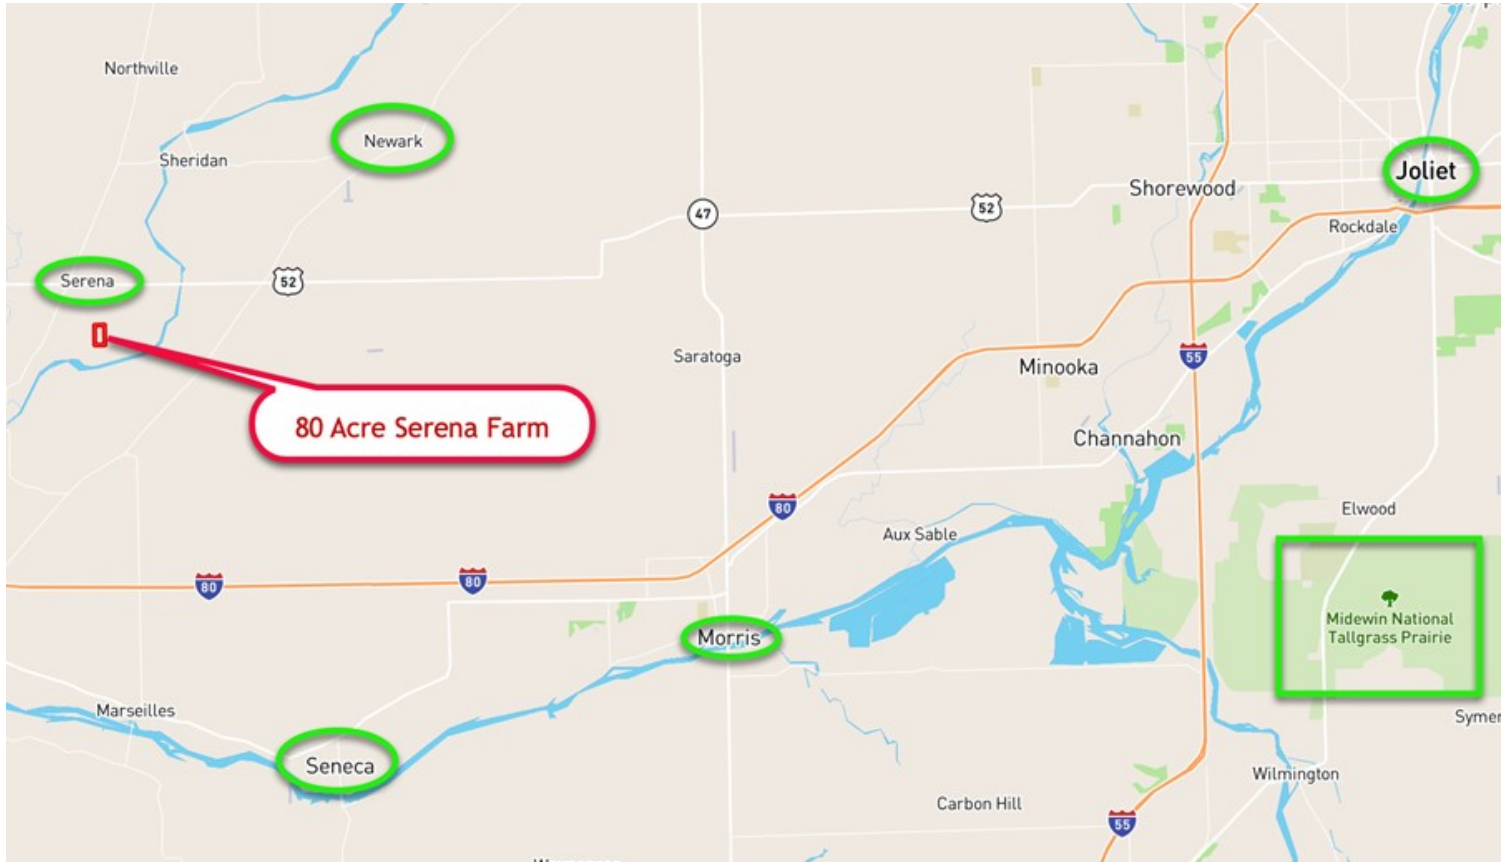 Northville
Newark
Sheridan
Joliet
Shorewood
52
47
Rockdale
Serena
52
Saratoga
55
Minooka
80 Acre Serena Farm
Channahon
80
Elwood
Aux Sable
80
80
Midewin National
Tallgrass Prairie
Morris
Marseilles
Symer
Seneca
Wilmington
Carbon Hill
55